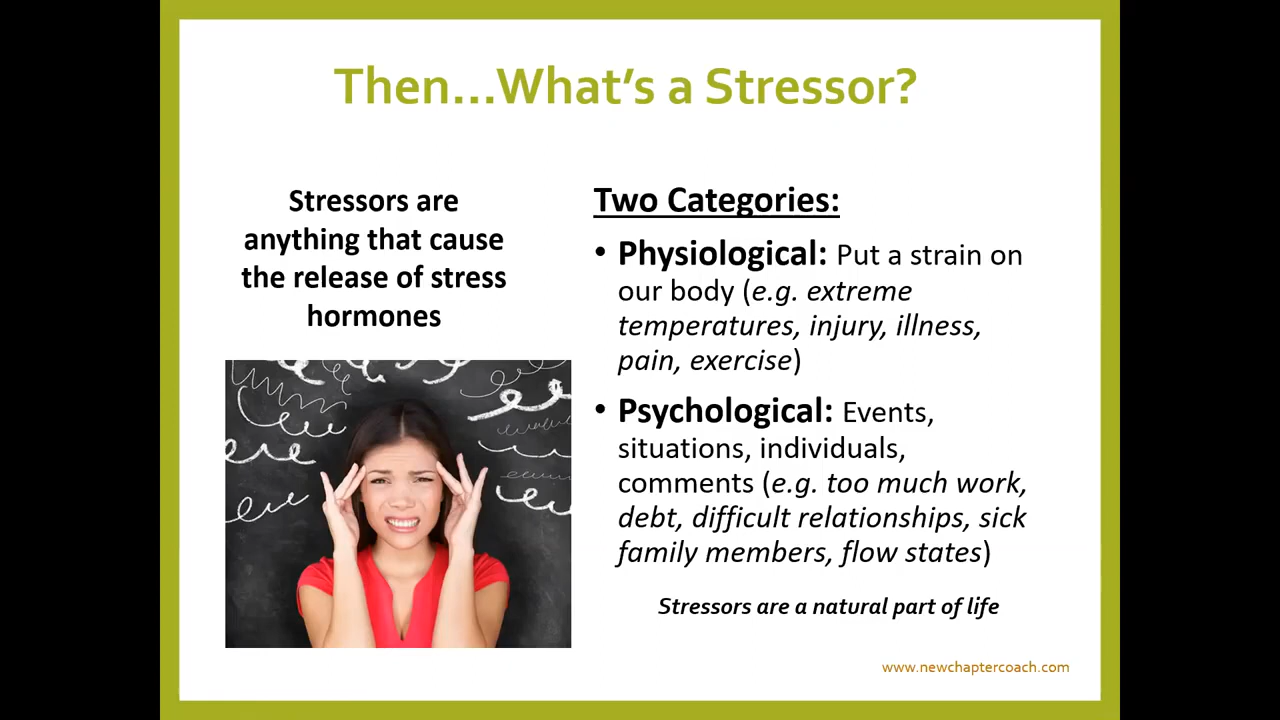 Then...What's a Stressor?
Stressors are
anything that cause
the release of stress
hormones
Two Categories:
• Physiological: Put a strain on
our body (e.g. extreme
temperatures, injury, illness,
pain, exercise)
• Psychological: Events,
situations, individuals,
comments (e.g. too much work,
debt, difficult relationships, sick
family members, flow states)
Stressors are a natural part of life
www.newchaptercoach.com